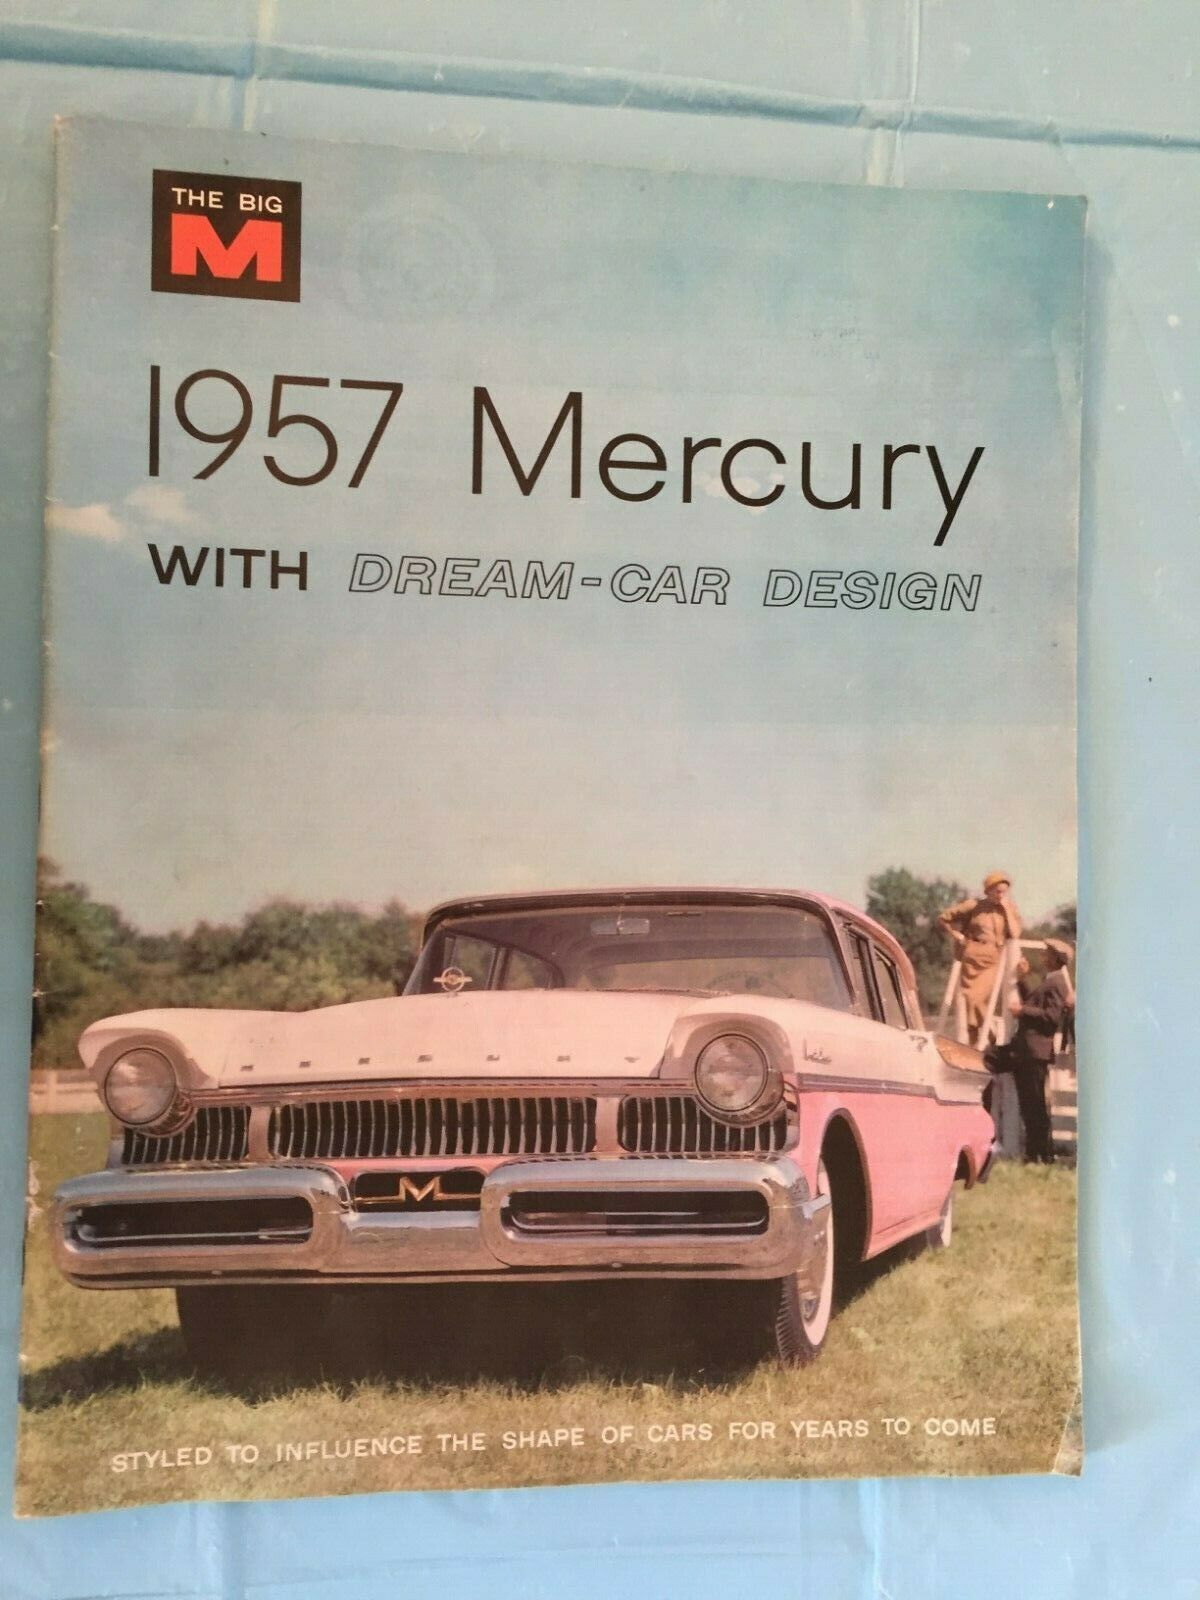 THE BIG
M
1957 Mercury
WITH DREAM-CAR DESIGN
MERCURY
M
STYLED TO INFLUENCE THE SHAPE OF CARS FOR YEARS TO COME